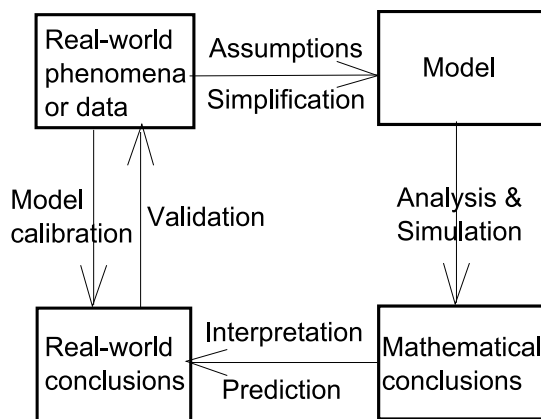 Real-world
phenomena
or data
Assumptions
Simplification
Model
Model
calibration
Validation
Analysis &
Simulation
Real-world
conclusions
Interpretation
Prediction
Mathematical
conclusions